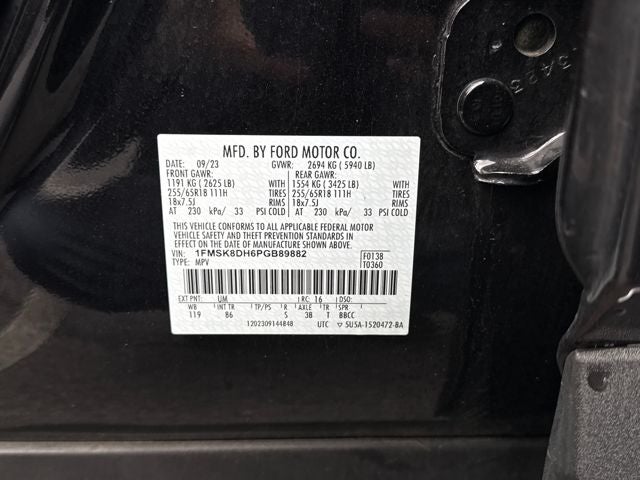 MFD. BY FORD MOTOR CO.
DATE: 09/23 GVWR: 2694 KG ( 5940 LB)
FRONT GAWR: REAR GAWR:
1191 KG ( 2625 LB) WITH 1554 KG ( 3425 LB) WITH
255/65R18 111H TIRES 255/65R18 111H TIRES
18x7.5J RIMS 18x7.5J RIMS
AT 230 kPa/ 33 PSI COLD AT 230 kPa/ 33 PSI COLD
THIS VEHICLE CONFORMS TO ALL APPLICABLE FEDERAL MOTOR
VEHICLE SAFETY AND THEFT PREVENTION STANDARDS IN EFFECT ON
THE DATE OF MANUFACTURE SHOWN ABOVE.
VIN: 1FMSK8DH6PGB89882 F0138
TYPE: MPV T0360
EXT PNT: UM RC: 16 DSO:
WB INT TR TP/PS R AXLE TR SPR
119 86 S 3B T BBCC
1202309144848 UTC ▽ 5U5A-1520472-BA